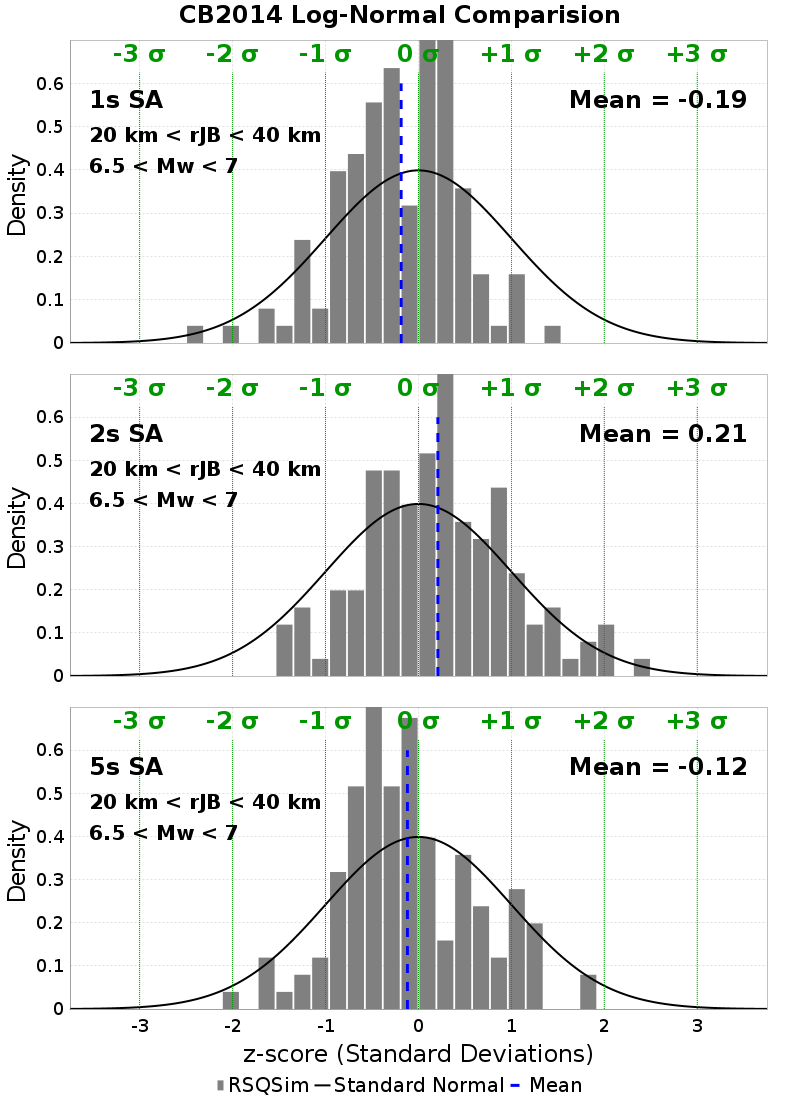 CB2014 Log-Normal Comparision
-3 σ -2 σ -1 σ 0 σ +1 σ +2 σ +3 σ
0.6
1s SA Mean = -0.19
0.5
20 km < rJB < 40 km
6.5 < Mw < 7
0.4
0.3
0.2
0.1
0
Density
-3 σ -2 σ -1 σ 0 σ +1 σ +2 σ +3 σ
0.6
2s SA Mean = 0.21
0.5
20 km < rJB < 40 km
6.5 < Mw < 7
0.4
0.3
0.2
0.1
0
Density
-3 σ -2 σ -1 σ 0 σ +1 σ +2 σ +3 σ
0.6
5s SA Mean = -0.12
0.5
20 km < rJB < 40 km
6.5 < Mw < 7
0.4
0.3
0.2
0.1
0
Density
-3 -2 -1 0 1 2 3
z-score (Standard Deviations)
RSQSim Standard Normal Mean